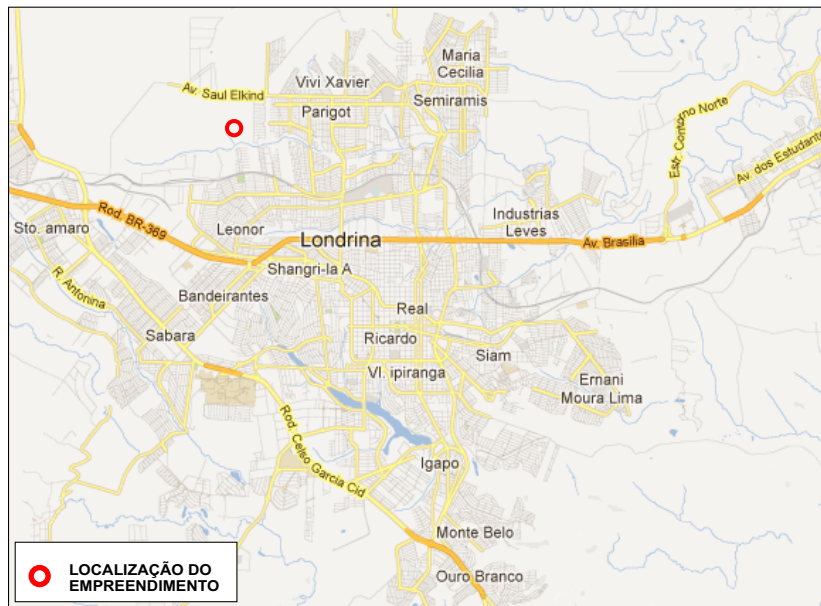 Maria
Cecilia
Vivi Xavier
Av. Saul Elkind
Semiramis
Parigot
Estr. Contorno Norte
Av. dos Estudante
Rod. BR-369
Sto. amaro
Leonor
Industrias
Leves
Londrina
Av. Brasilia
Shangri-la A
R. Antonina
Bandeirantes
Real
Sabara
Ricardo
Siam
Vl. ipiranga
Ernani
Moura Lima
Rod. Celso Garcia Cid
Igapo
Monte Belo
Ouro Branco
LOCALIZAÇÃO DO
EMPREENDIMENTO